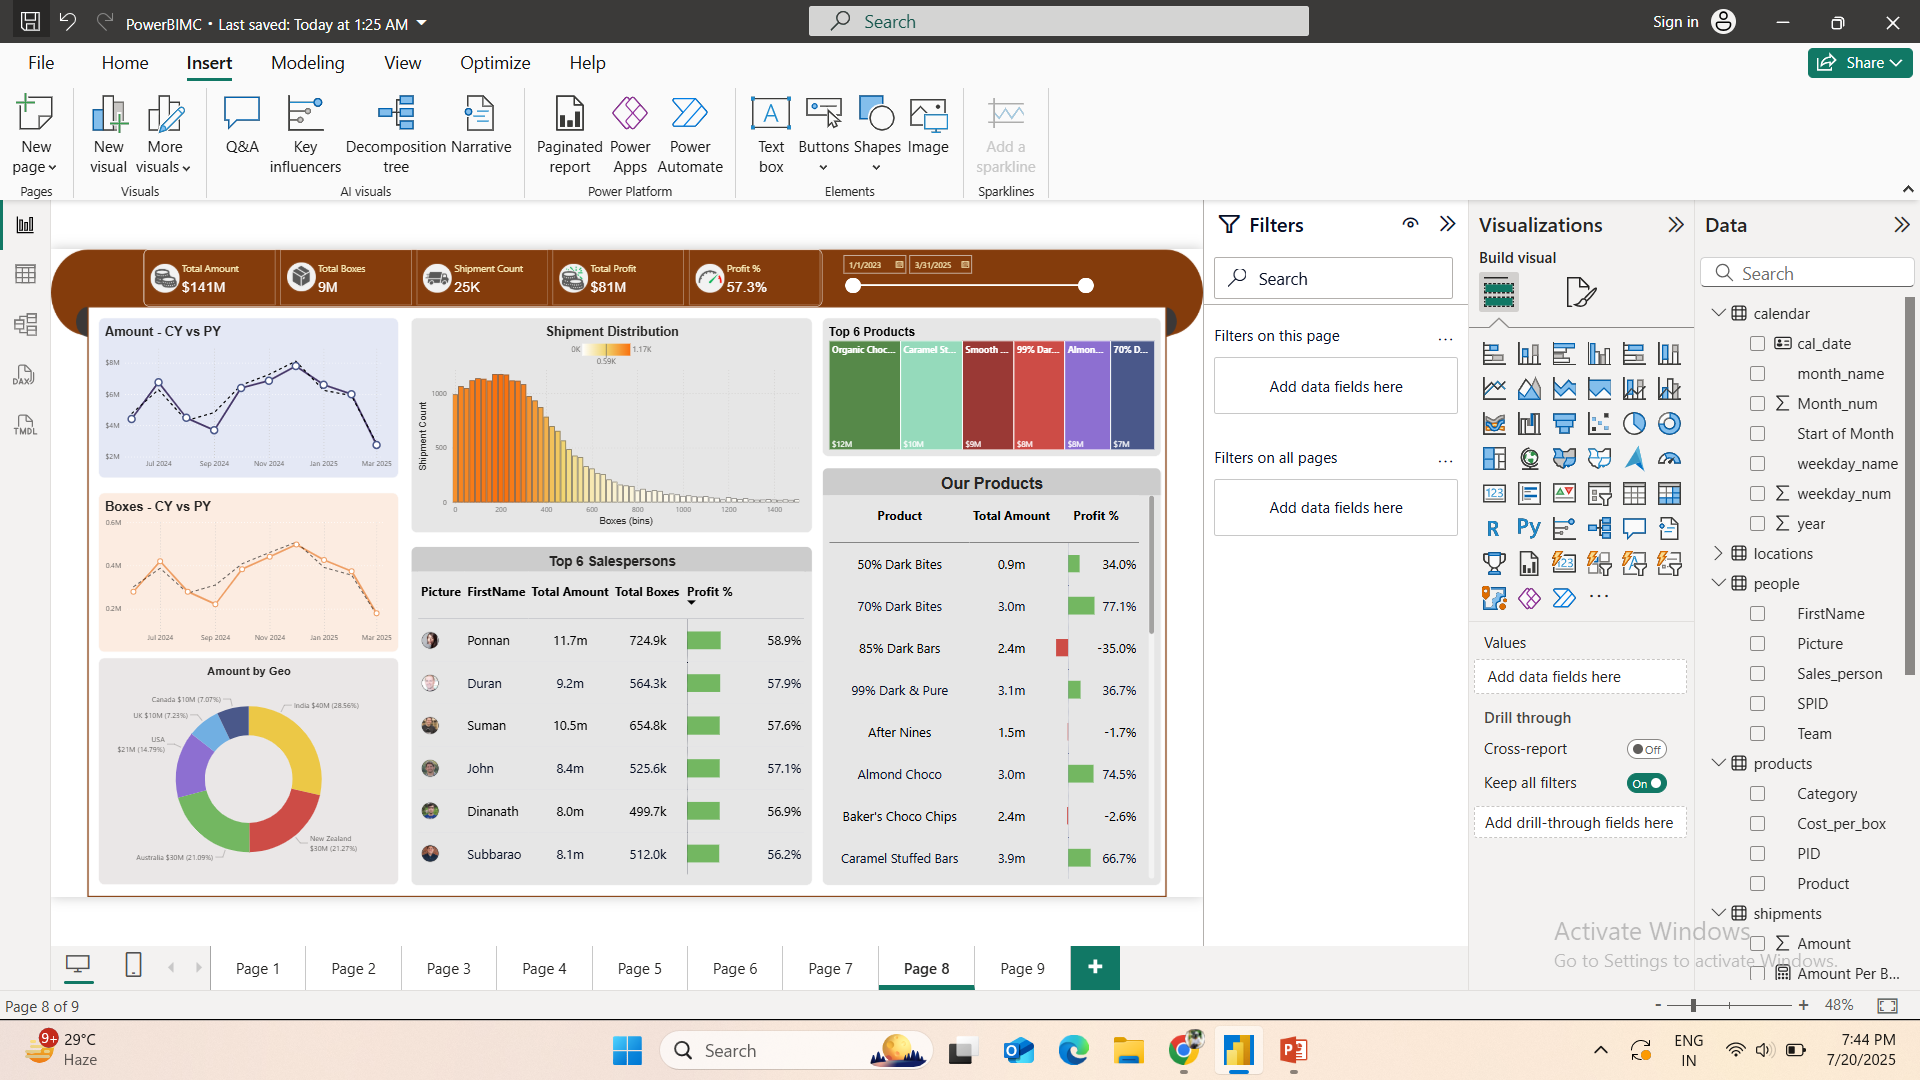 PowerBIMC • Last saved: Today at 1:25 AM
Search
Sign in
File Home Insert Modeling View Optimize Help
Share
New page
New visual
More visuals
Q&A
Key influencers
Decomposition tree
Narrative
Paginated report
Power Apps
Power Automate
Text box
Buttons
Shapes
Image
Add a sparkline
Pages
Visuals
AI visuals
Power Platform
Elements
Sparklines
DAX
TMDL
Total Amount
$141M
Total Boxes
9M
Shipment Count
25K
Total Profit
$81M
Profit %
57.3%
1/1/2023
3/31/2025
Amount - CY vs PY
$8M
$6M
$4M
$2M
Jul 2024 Sep 2024 Nov 2024 Jan 2025 Mar 2025
Boxes - CY vs PY
0.6M
0.4M
0.2M
Jul 2024 Sep 2024 Nov 2024 Jan 2025 Mar 2025
Amount by Geo
Canada $10M (7.07%)
UK $10M (7.23%)
USA
$21M (14.79%)
Australia $30M (21.09%)
India $40M (28.56%)
New Zealand
$30M (21.27%)
Shipment Distribution
0K 1.17K
0.59K
Shipment Count
1000
500
0
0 200 400 600 800 1000 1200 1400
Boxes (bins)
Top 6 Salespersons
Picture FirstName Total Amount Total Boxes Profit %
Ponnan 11.7m 724.9k 58.9%
Duran 9.2m 564.3k 57.9%
Suman 10.5m 654.8k 57.6%
John 8.4m 525.6k 57.1%
Dinanath 8.0m 499.7k 56.9%
Subbarao 8.1m 512.0k 56.2%
Top 6 Products
Organic Choc... Caramel St... Smooth ... 99% Dar... Almon... 70% D...
$12M $10M $9M $8M $8M $7M
Our Products
Product Total Amount Profit %
50% Dark Bites 0.9m 34.0%
70% Dark Bites 3.0m 77.1%
85% Dark Bars 2.4m -35.0%
99% Dark & Pure 3.1m 36.7%
After Nines 1.5m -1.7%
Almond Choco 3.0m 74.5%
Baker's Choco Chips 2.4m -2.6%
Caramel Stuffed Bars 3.9m 66.7%
Filters
Search
Filters on this page ...
Add data fields here
Filters on all pages ...
Add data fields here
Visualizations
Build visual
123
R Py
123
...
Values
Add data fields here
Drill through
Cross-report Off
Keep all filters On
Add drill-through fields here
Data
Search
calendar
cal_date
month_name
Month_num
Start of Month
weekday_name
weekday_num
year
locations
people
FirstName
Picture
Sales_person
SPID
Team
products
Category
Cost_per_box
PID
Product
shipments
Amount
Amount Per B...
Activate Windows
Go to Settings to activate Windows.
Page 1 Page 2 Page 3 Page 4 Page 5 Page 6 Page 7 Page 8 Page 9 +
Page 8 of 9
- + 48%
9+
29°C
Haze
Search
ENG
IN
7:44 PM
7/20/2025